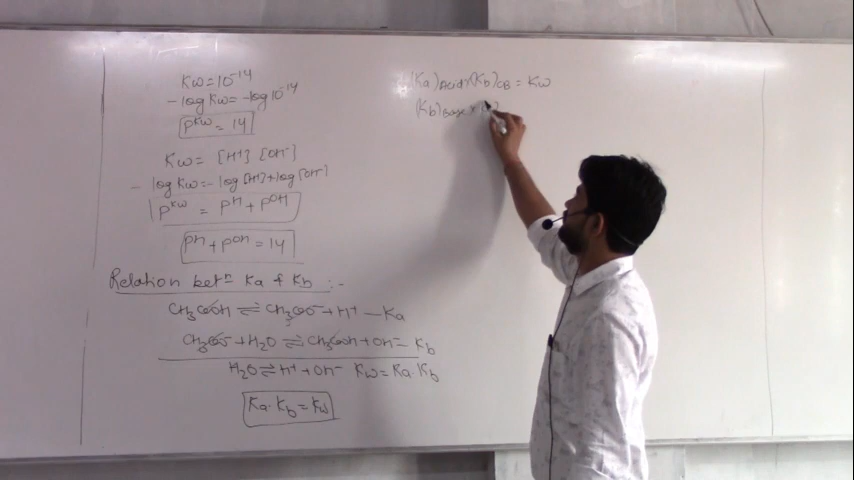 Kw = 10⁻¹⁴
- log Kw = - log 10⁻¹⁴
pKw = 14
Kw = [H⁺] [OH⁻]
- log Kw = - log [H⁺] + log [OH⁻]
pKw = pH + pOH
pH + pOH = 14
Relation betⁿ Ka & Kb :-
CH₃COOH ⇌ CH₃COO⁻ + H⁺ — Ka
CH₃COO⁻ + H₂O ⇌ CH₃COOH + OH⁻ — Kb
H₂O ⇌ H⁺ + OH⁻ Kw = Ka · Kb
Ka · Kb = Kw
(Ka)Acid × (Kb)CB = Kw
(Kb)Base ×